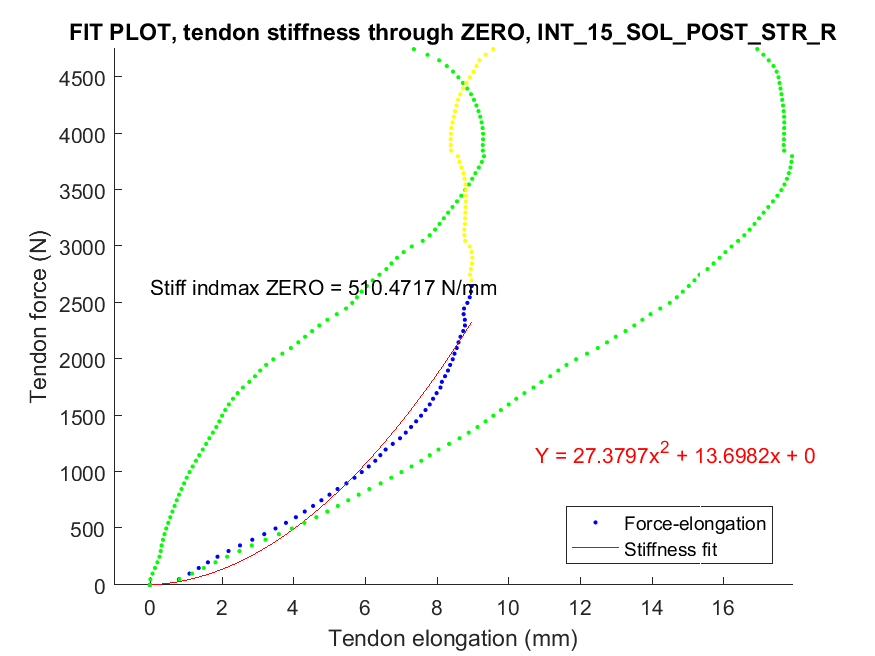 FIT PLOT, tendon stiffness through ZERO, INT_15_SOL_POST_STR_R
4500
4000
3500
3000
2500
2000
1500
1000
500
0
Tendon force (N)
Stiff indmax ZERO = 510.4717 N/mm
Y = 27.3797x² + 13.6982x + 0
Force-elongation
Stiffness fit
0 2 4 6 8 10 12 14 16
Tendon elongation (mm)